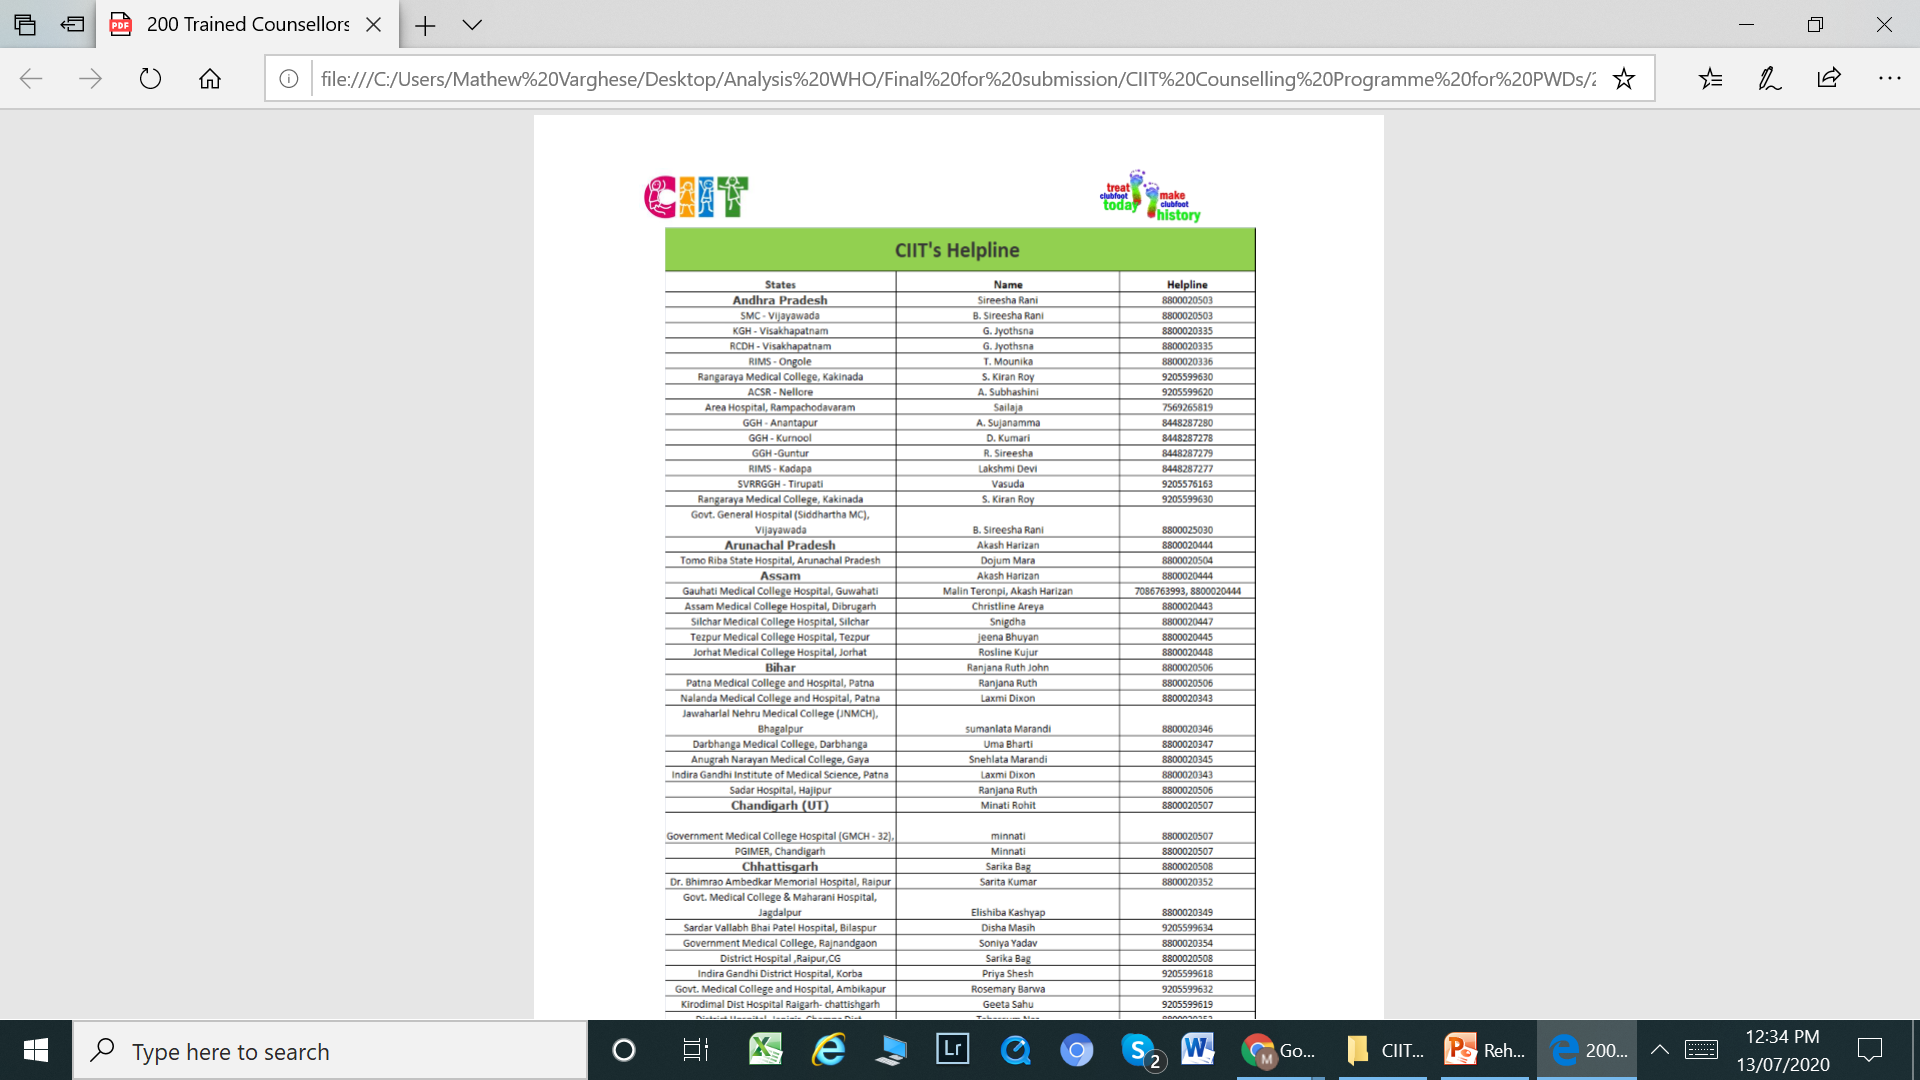 200 Trained Counsellors
file:///C:/Users/Mathew%20Varghese/Desktop/Analysis%20WHO/Final%20for%20submission/CIIT%20Counselling%20Programme%20for%20PWDs/2
CIIT
treat clubfoot today make clubfoot history
CIIT's Helpline
States Name Helpline
Andhra Pradesh Sireesha Rani 8800020503
SMC - Vijayawada B. Sireesha Rani 8800020503
KGH - Visakhapatnam G. Jyothsna 8800020335
RCDH - Visakhapatnam G. Jyothsna 8800020335
RIMS - Ongole T. Mounika 8800020336
Rangaraya Medical College, Kakinada S. Kiran Roy 9205599630
ACSR - Nellore A. Subhashini 9205599620
Area Hospital, Rampachodavaram Sailaja 7569265819
GGH - Anantapur A. Sujanamma 8448287280
GGH - Kurnool D. Kumari 8448287278
GGH -Guntur R. Sireesha 8448287279
RIMS - Kadapa Lakshmi Devi 8448287277
SVRRGGH - Tirupati Vasuda 9205576163
Rangaraya Medical College, Kakinada S. Kiran Roy 9205599630
Govt. General Hospital (Siddhartha MC),
Vijayawada B. Sireesha Rani 8800025030
Arunachal Pradesh Akash Harizan 8800020444
Tomo Riba State Hospital, Arunachal Pradesh Dojum Mara 8800020504
Assam Akash Harizan 8800020444
Gauhati Medical College Hospital, Guwahati Malin Teronpi, Akash Harizan 7086763993, 8800020444
Assam Medical College Hospital, Dibrugarh Christline Areya 8800020443
Silchar Medical College Hospital, Silchar Snigdha 8800020447
Tezpur Medical College Hospital, Tezpur jeena Bhuyan 8800020445
Jorhat Medical College Hospital, Jorhat Rosline Kujur 8800020448
Bihar Ranjana Ruth John 8800020506
Patna Medical College and Hospital, Patna Ranjana Ruth 8800020506
Nalanda Medical College and Hospital, Patna Laxmi Dixon 8800020343
Jawaharlal Nehru Medical College (JNMCH),
Bhagalpur sumanlata Marandi 8800020346
Darbhanga Medical College, Darbhanga Uma Bharti 8800020347
Anugrah Narayan Medical College, Gaya Snehlata Marandi 8800020345
Indira Gandhi Institute of Medical Science, Patna Laxmi Dixon 8800020343
Sadar Hospital, Hajipur Ranjana Ruth 8800020506
Chandigarh (UT) Minati Rohit 8800020507
Government Medical College Hospital (GMCH - 32), minnati 8800020507
PGIMER, Chandigarh Minnati 8800020507
Chhattisgarh Sarika Bag 8800020508
Dr. Bhimrao Ambedkar Memorial Hospital, Raipur Sarita Kumar 8800020352
Govt. Medical College & Maharani Hospital,
Jagdalpur Elishiba Kashyap 8800020349
Sardar Vallabh Bhai Patel Hospital, Bilaspur Disha Masih 9205599634
Government Medical College, Rajnandgaon Soniya Yadav 8800020354
District Hospital ,Raipur,CG Sarika Bag 8800020508
Indira Gandhi District Hospital, Korba Priya Shesh 9205599618
Govt. Medical College and Hospital, Ambikapur Rosemary Barwa 9205599632
Kirodimal Dist Hospital Raigarh- chattishgarh Geeta Sahu 9205599619
Type here to search
Lr
2
M
Go...
CIIT...
Reh...
200...
12:34 PM
13/07/2020